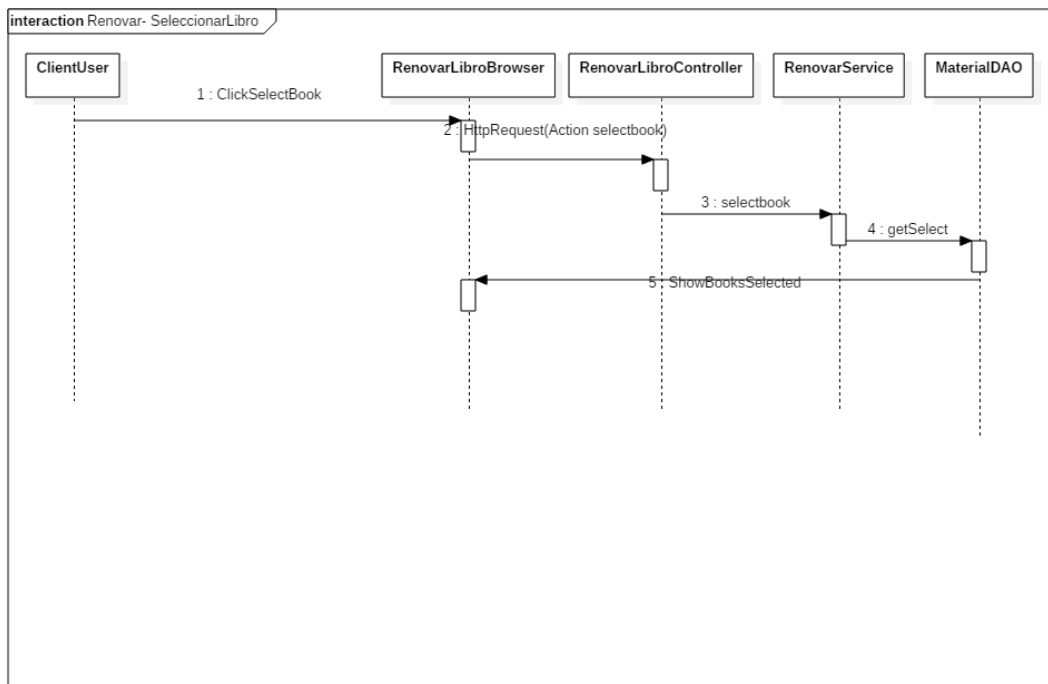 interaction Renovar- SeleccionarLibro
ClientUser
RenovarLibroBrowser
RenovarLibroController
RenovarService
MaterialDAO
1 : ClickSelectBook
2 : HttpRequest(Action selectbook)
3 : selectbook
4 : getSelect
5 : ShowBooksSelected